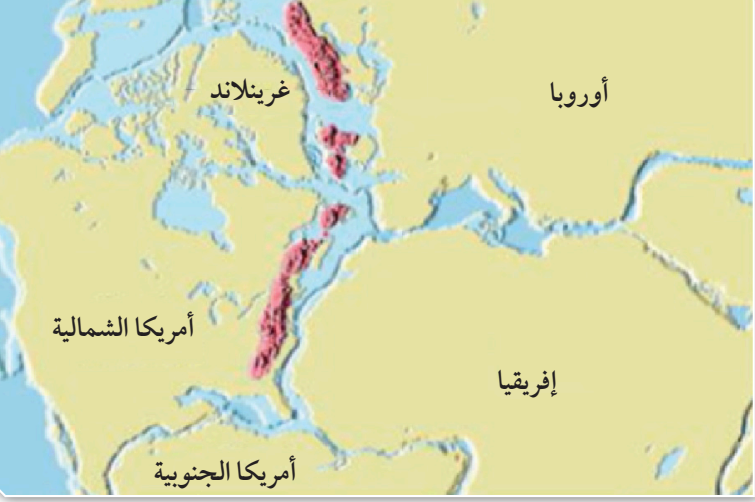 أوروبا
غرينلاند
أمريكا الشمالية
إفريقيا
أمريكا الجنوبية